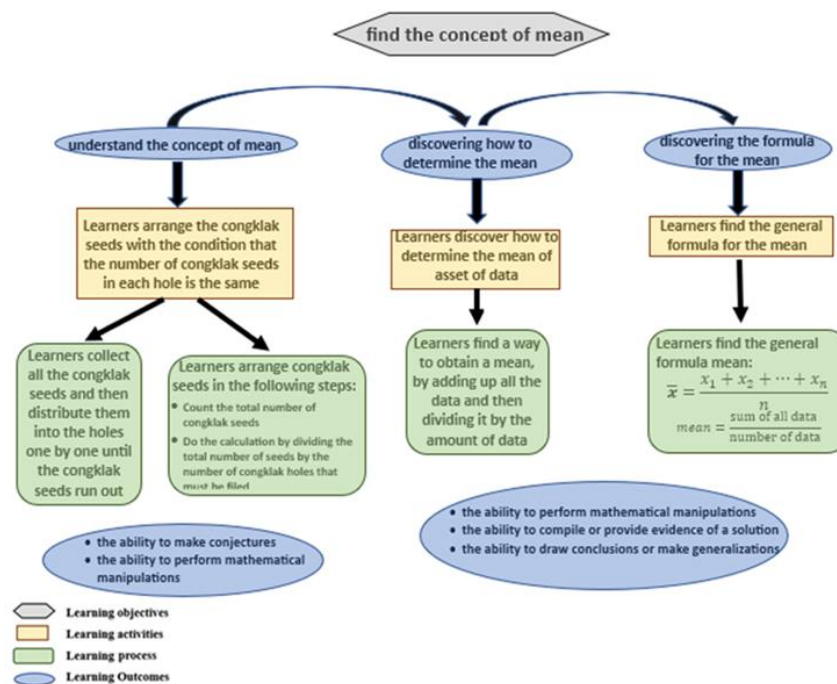 find the concept of mean
understand the concept of mean
discovering how to
determine the mean
discovering the formula
for the mean
Learners arrange the congklak
seeds with the condition that
the number of congklak seeds
in each hole is the same
Learners discover how to
determine the mean of
asset of data
Learners find the general
formula for the mean
Learners collect
all the congklak
seeds and then
distribute them
into the holes
one by one until
the congklak
seeds run out
Learners arrange congklak
seeds in the following steps:
• Count the total number of
congklak seeds
• Do the calculation by dividing the
total number of seeds by the
number of congklak holes that
must be filed
Learners find a way
to obtain a mean,
by adding up all the
data and then
dividing it by the
amount of data
Learners find the general
formula mean:
x̅ = (x₁ + x₂ + ⋯ + xₙ) / n
mean = sum of all data / number of data
• the ability to make conjectures
• the ability to perform mathematical
manipulations
• the ability to perform mathematical manipulations
• the ability to compile or provide evidence of a solution
• the ability to draw conclusions or make generalizations
Learning objectives
Learning activities
Learning process
Learning Outcomes